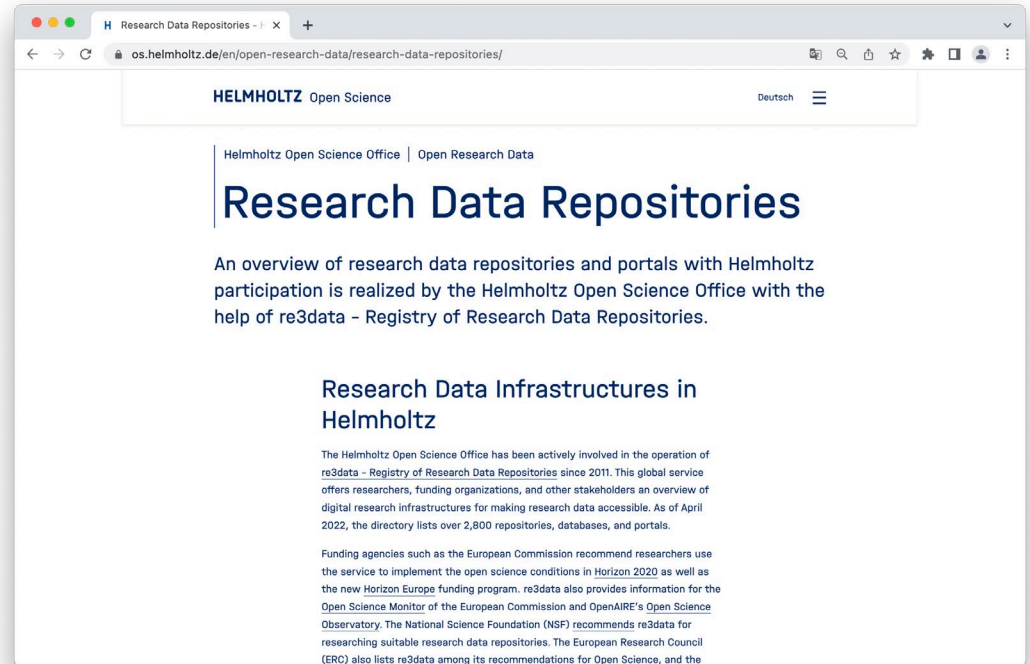 Research Data Repositories - H
os.helmholtz.de/en/open-research-data/research-data-repositories/
HELMHOLTZ Open Science
Deutsch
Helmholtz Open Science Office | Open Research Data
Research Data Repositories
An overview of research data repositories and portals with Helmholtz
participation is realized by the Helmholtz Open Science Office with the
help of re3data – Registry of Research Data Repositories.
Research Data Infrastructures in
Helmholtz
The Helmholtz Open Science Office has been actively involved in the operation of
re3data – Registry of Research Data Repositories since 2011. This global service
offers researchers, funding organizations, and other stakeholders an overview of
digital research infrastructures for making research data accessible. As of April
2022, the directory lists over 2,800 repositories, databases, and portals.
Funding agencies such as the European Commission recommend researchers use
the service to implement the open science conditions in Horizon 2020 as well as
the new Horizon Europe funding program. re3data also provides information for the
Open Science Monitor of the European Commission and OpenAIRE's Open Science
Observatory. The National Science Foundation (NSF) recommends re3data for
researching suitable research data repositories. The European Research Council
(ERC) also lists re3data among its recommendations for Open Science, and the